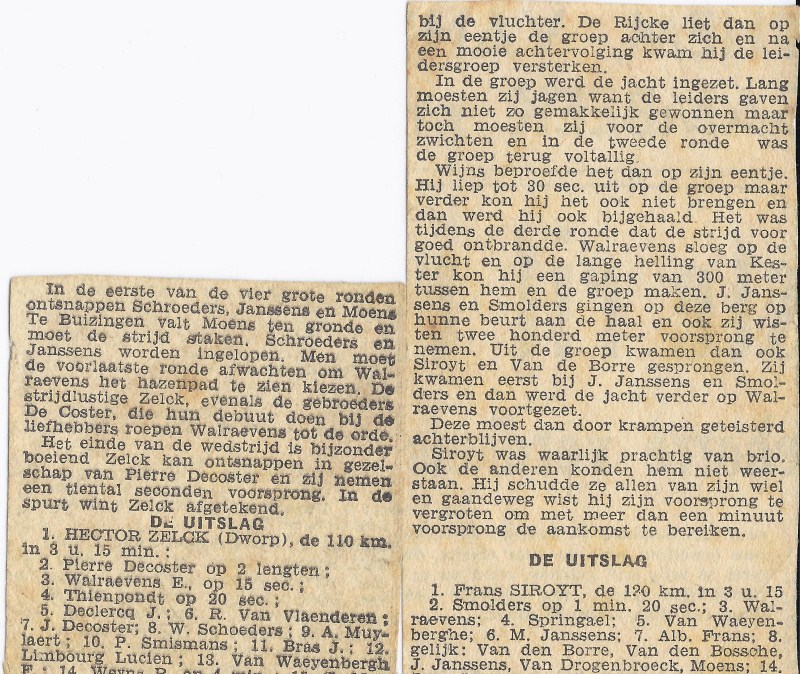 In de eerste van de vier grote ronden
ontsnappen Schroeders, Janssens en Moens
Te Buizingen valt Moens ten gronde en
moet de strijd staken. Schroeders en
Janssens worden ingelopen. Men moet
de voorlaatste ronde afwachten om Wal-
raevens het hazenpad te zien kiezen. De
strijdlustige Zelck, evenals de gebroeders
De Coster, die hun debuut doen bij de
liefhebbers roepen Walraevens tot de orde.
Het einde van de wedstrijd is bijzonder
boeiend Zelck kan ontsnappen in gezel-
schap van Pierre Decoster en zij nemen
een tiental seconden voorsprong. In de
spurt wint Zelck afgetekend.
DE UITSLAG
1. HECTOR ZELCK (Dworp), de 110 km.
in 3 u. 15 min. :
2. Pierre Decoster op 2 lengten ;
3. Walraevens E., op 15 sec. ;
4. Thienpondt op 20 sec. ;
5. Declercq J. ; 6. R. Van Vlaenderen ;
7. J. Decoster; 8. W. Schoeders ; 9. A. Muy-
laert ; 10. P. Smismans ; 11. Bras J. ; 12.
Limbourg Lucien ; 13. Van Waeyenbergh
bij de vluchter. De Rijcke liet dan op
zijn eentje de groep achter zich en na
een mooie achtervolging kwam hij de lei-
dersgroep versterken.
In de groep werd de jacht ingezet. Lang
moesten zij jagen want de leiders gaven
zich niet zo gemakkelijk gewonnen maar
toch moesten zij voor de overmacht
zwichten en in de tweede ronde was
de groep terug voltallig
Wijns beproefde het dan op zijn eentje.
Hij liep tot 30 sec. uit op de groep maar
verder kon hij het ook niet brengen en
dan werd hij ook bijgehaald Het was
tijdens de derde ronde dat de strijd voor
goed ontbrandde. Walraevens sloeg op de
vlucht en op de lange helling van Kes-
ter kon hij een gaping van 300 meter
tussen hem en de groep maken. J. Jans-
sens en Smolders gingen op deze berg op
hunne beurt aan de haal en ook zij wis-
ten twee honderd meter voorsprong te
nemen. Uit de groep kwamen dan ook
Siroyt en Van de Borre gesprongen. Zij
kwamen eerst bij J. Janssens en Smol-
ders en dan werd de jacht verder op Wal-
raevens voortgezet.
Deze moest dan door krampen geteisterd
achterblijven.
Siroyt was waarlijk prachtig van brio.
Ook de anderen konden hem niet weer-
staan. Hij schudde ze allen van zijn wiel
en gaandeweg wist hij zijn voorsprong te
vergroten om met meer dan een minuut
voorsprong de aankomst te bereiken.
DE UITSLAG
1. Frans SIROYT, de 120 km. in 3 u. 15
2. Smolders op 1 min. 20 sec.; 3. Wal-
raevens; 4. Springael; 5. Van Waeyen-
berghe; 6. M. Janssens; 7. Alb. Frans; 8.
gelijk: Van den Borre, Van den Bossche,
J. Janssens, Van Drogenbroeck, Moens; 14.